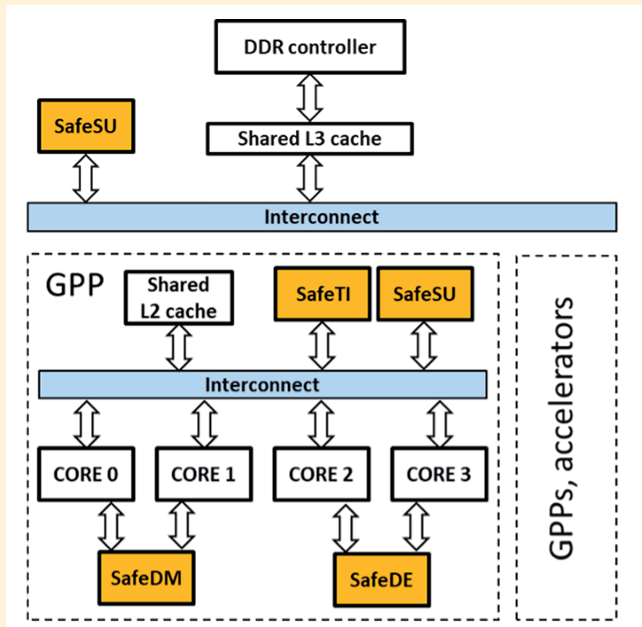 DDR controller
SafeSU
Shared L3 cache
Interconnect
GPP
Shared
L2 cache
SafeTI
SafeSU
Interconnect
CORE 0
CORE 1
CORE 2
CORE 3
SafeDM
SafeDE
GPPs, accelerators